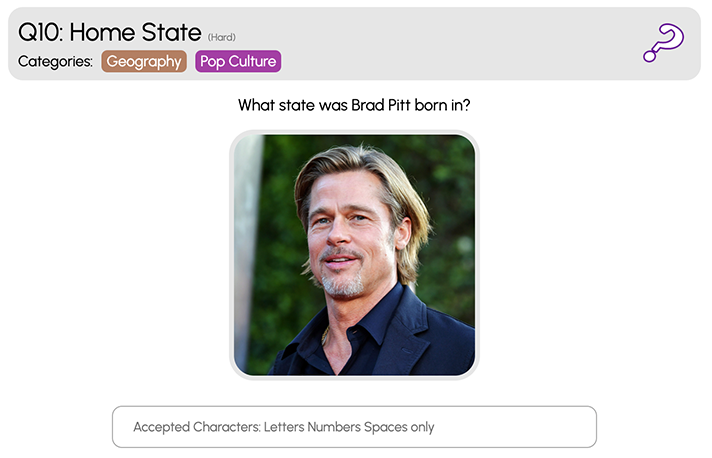 Q10: Home State (Hard)
Categories: Geography Pop Culture
What state was Brad Pitt born in?
Accepted Characters: Letters Numbers Spaces only